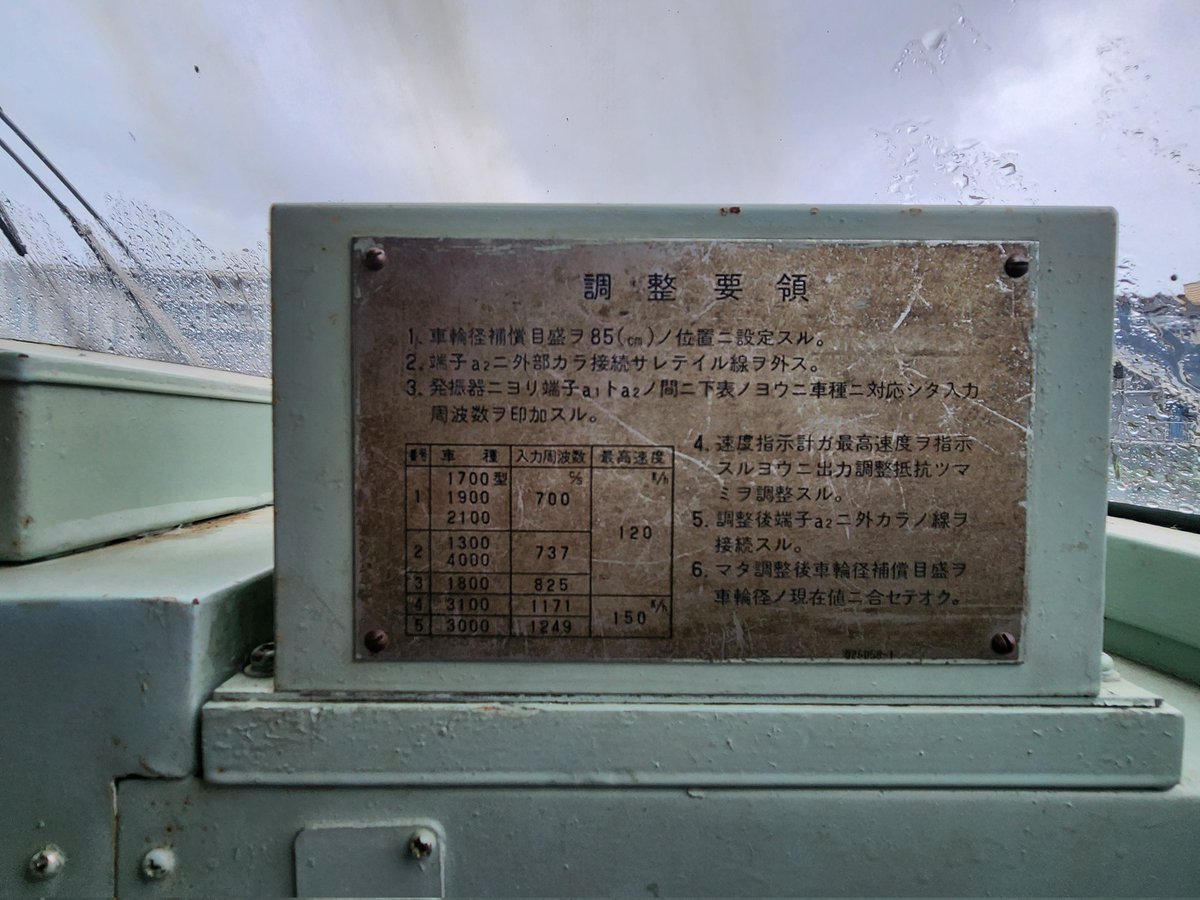 調整要領
1. 車輪径補償目盛ヲ85(cm)ノ位置ニ設定スル。
2. 端子a₂ニ外部カラ接続サレテイル線ヲ外ス。
3. 発振器ニヨリ端子a₁トa₂ノ間ニ下表ノヨウニ車種ニ対応シタ入力
周波数ヲ印加スル。
番号 車種 入力周波数 最高速度
1 1700型 700 % 120 K/h
1900
2100
2 1300 737
4000
3 1800 825
4 3100 1171 150 K/h
5 3000 1249
4. 速度指示計ガ最高速度ヲ指示
スルヨウニ出力調整抵抗ツマ
ミヲ調整スル。
5. 調整後端子a₂ニ外カラノ線ヲ
接続スル。
6. マタ調整後車輪径補償目盛ヲ
車輪径ノ現在値ニ合セテオク。